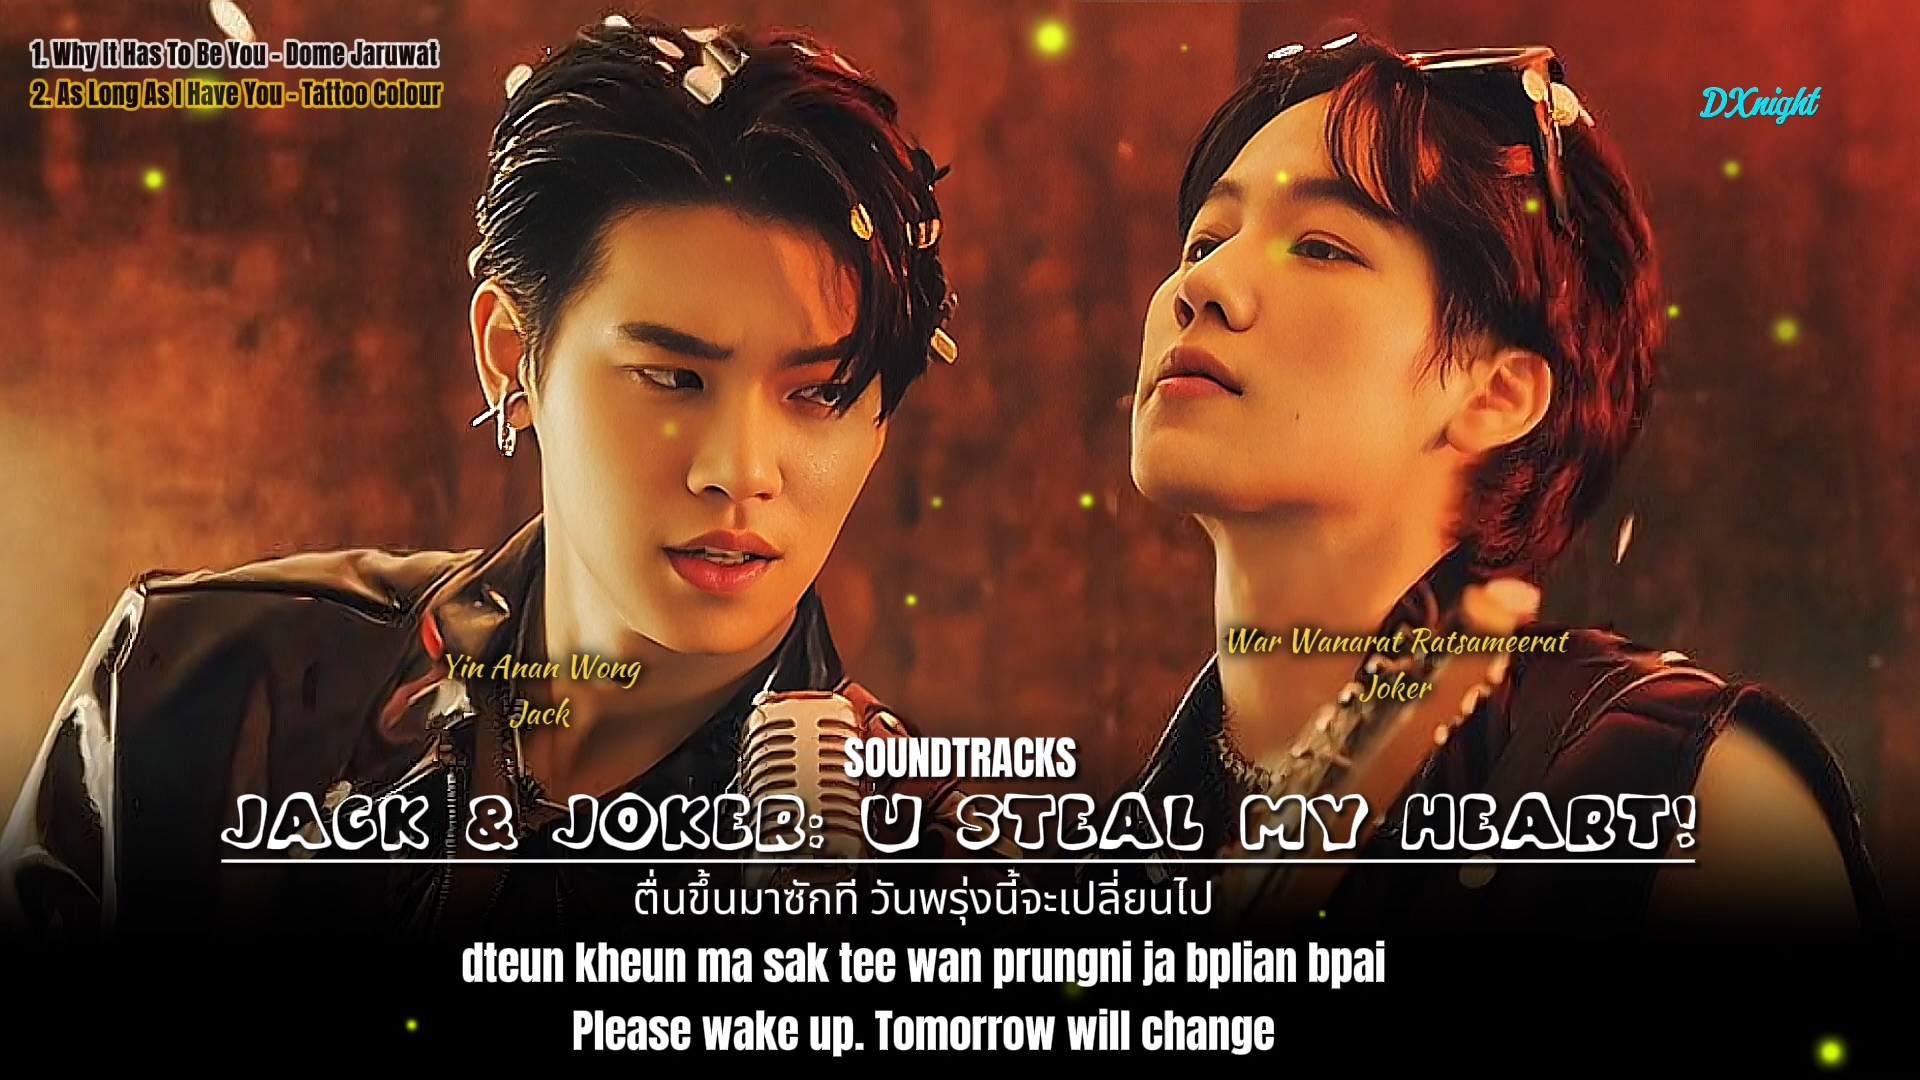 1. Why It Has To Be You - Dome Jaruwat
2. As Long As I Have You - Tattoo Colour
DXnight
Yin Anan Wong
Jack
War Wanarat Ratsameerat
Joker
SOUNDTRACKS
JACK & JOKER: U STEAL MY HEART!
ตื่นขึ้นมาซักที วันพรุ่งนี้จะเปลี่ยนไป
dteun kheun ma sak tee wan prungni ja bplian bpai
Please wake up. Tomorrow will change